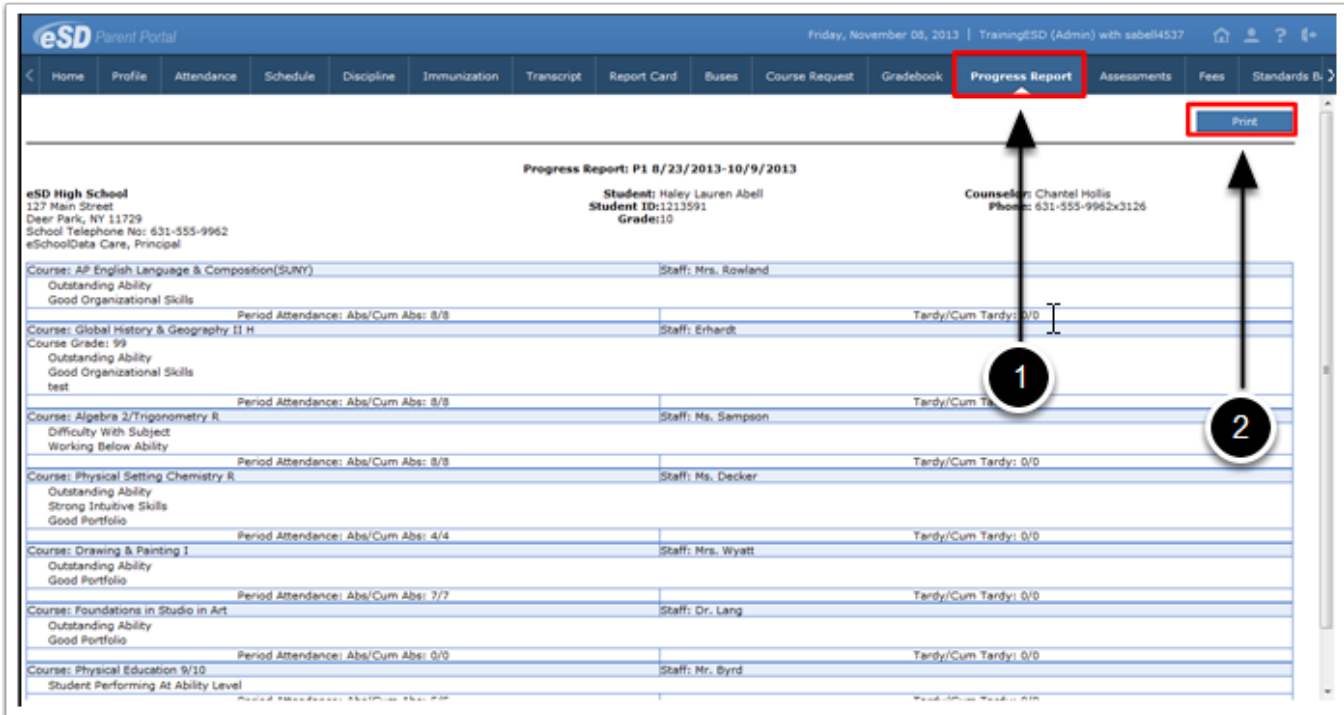 eSD Parent Portal
Friday, November 08, 2013 | TrainingESD (Admin) with sabell4537
Home Profile Attendance Schedule Discipline Immunization Transcript Report Card Buses Course Request Gradebook Progress Report Assessments Fees Standards B
Print
Progress Report: P1 8/23/2013-10/9/2013
eSD High School Student: Haley Lauren Abell Counselor: Chantel Hollis
127 Main Street Student ID:1213591 Phone: 631-555-9962x3126
Deer Park, NY 11729 Grade:10
School Telephone No: 631-555-9962
eSchoolData Care, Principal
Course: AP English Language & Composition(SUNY) Staff: Mrs. Rowland
Outstanding Ability
Good Organizational Skills
Period Attendance: Abs/Cum Abs: 8/8 Tardy/Cum Tardy: 0/0
Course: Global History & Geography II H Staff: Erhardt
Course Grade: 99
Outstanding Ability
Good Organizational Skills
test
1
Period Attendance: Abs/Cum Abs: 8/8 Tardy/Cum
Course: Algebra 2/Trigonometry R Staff: Ms. Sampson
Difficulty With Subject
2
Working Below Ability
Period Attendance: Abs/Cum Abs: 8/8 Tardy/Cum Tardy: 0/0
Course: Physical Setting Chemistry R Staff: Ms. Decker
Outstanding Ability
Strong Intuitive Skills
Good Portfolio
Period Attendance: Abs/Cum Abs: 4/4 Tardy/Cum Tardy: 0/0
Course: Drawing & Painting I Staff: Mrs. Wyatt
Outstanding Ability
Good Portfolio
Period Attendance: Abs/Cum Abs: 7/7 Tardy/Cum Tardy: 0/0
Course: Foundations in Studio in Art Staff: Dr. Lang
Outstanding Ability
Good Portfolio
Period Attendance: Abs/Cum Abs: 0/0 Tardy/Cum Tardy: 0/0
Course: Physical Education 9/10 Staff: Mr. Byrd
Student Performing At Ability Level